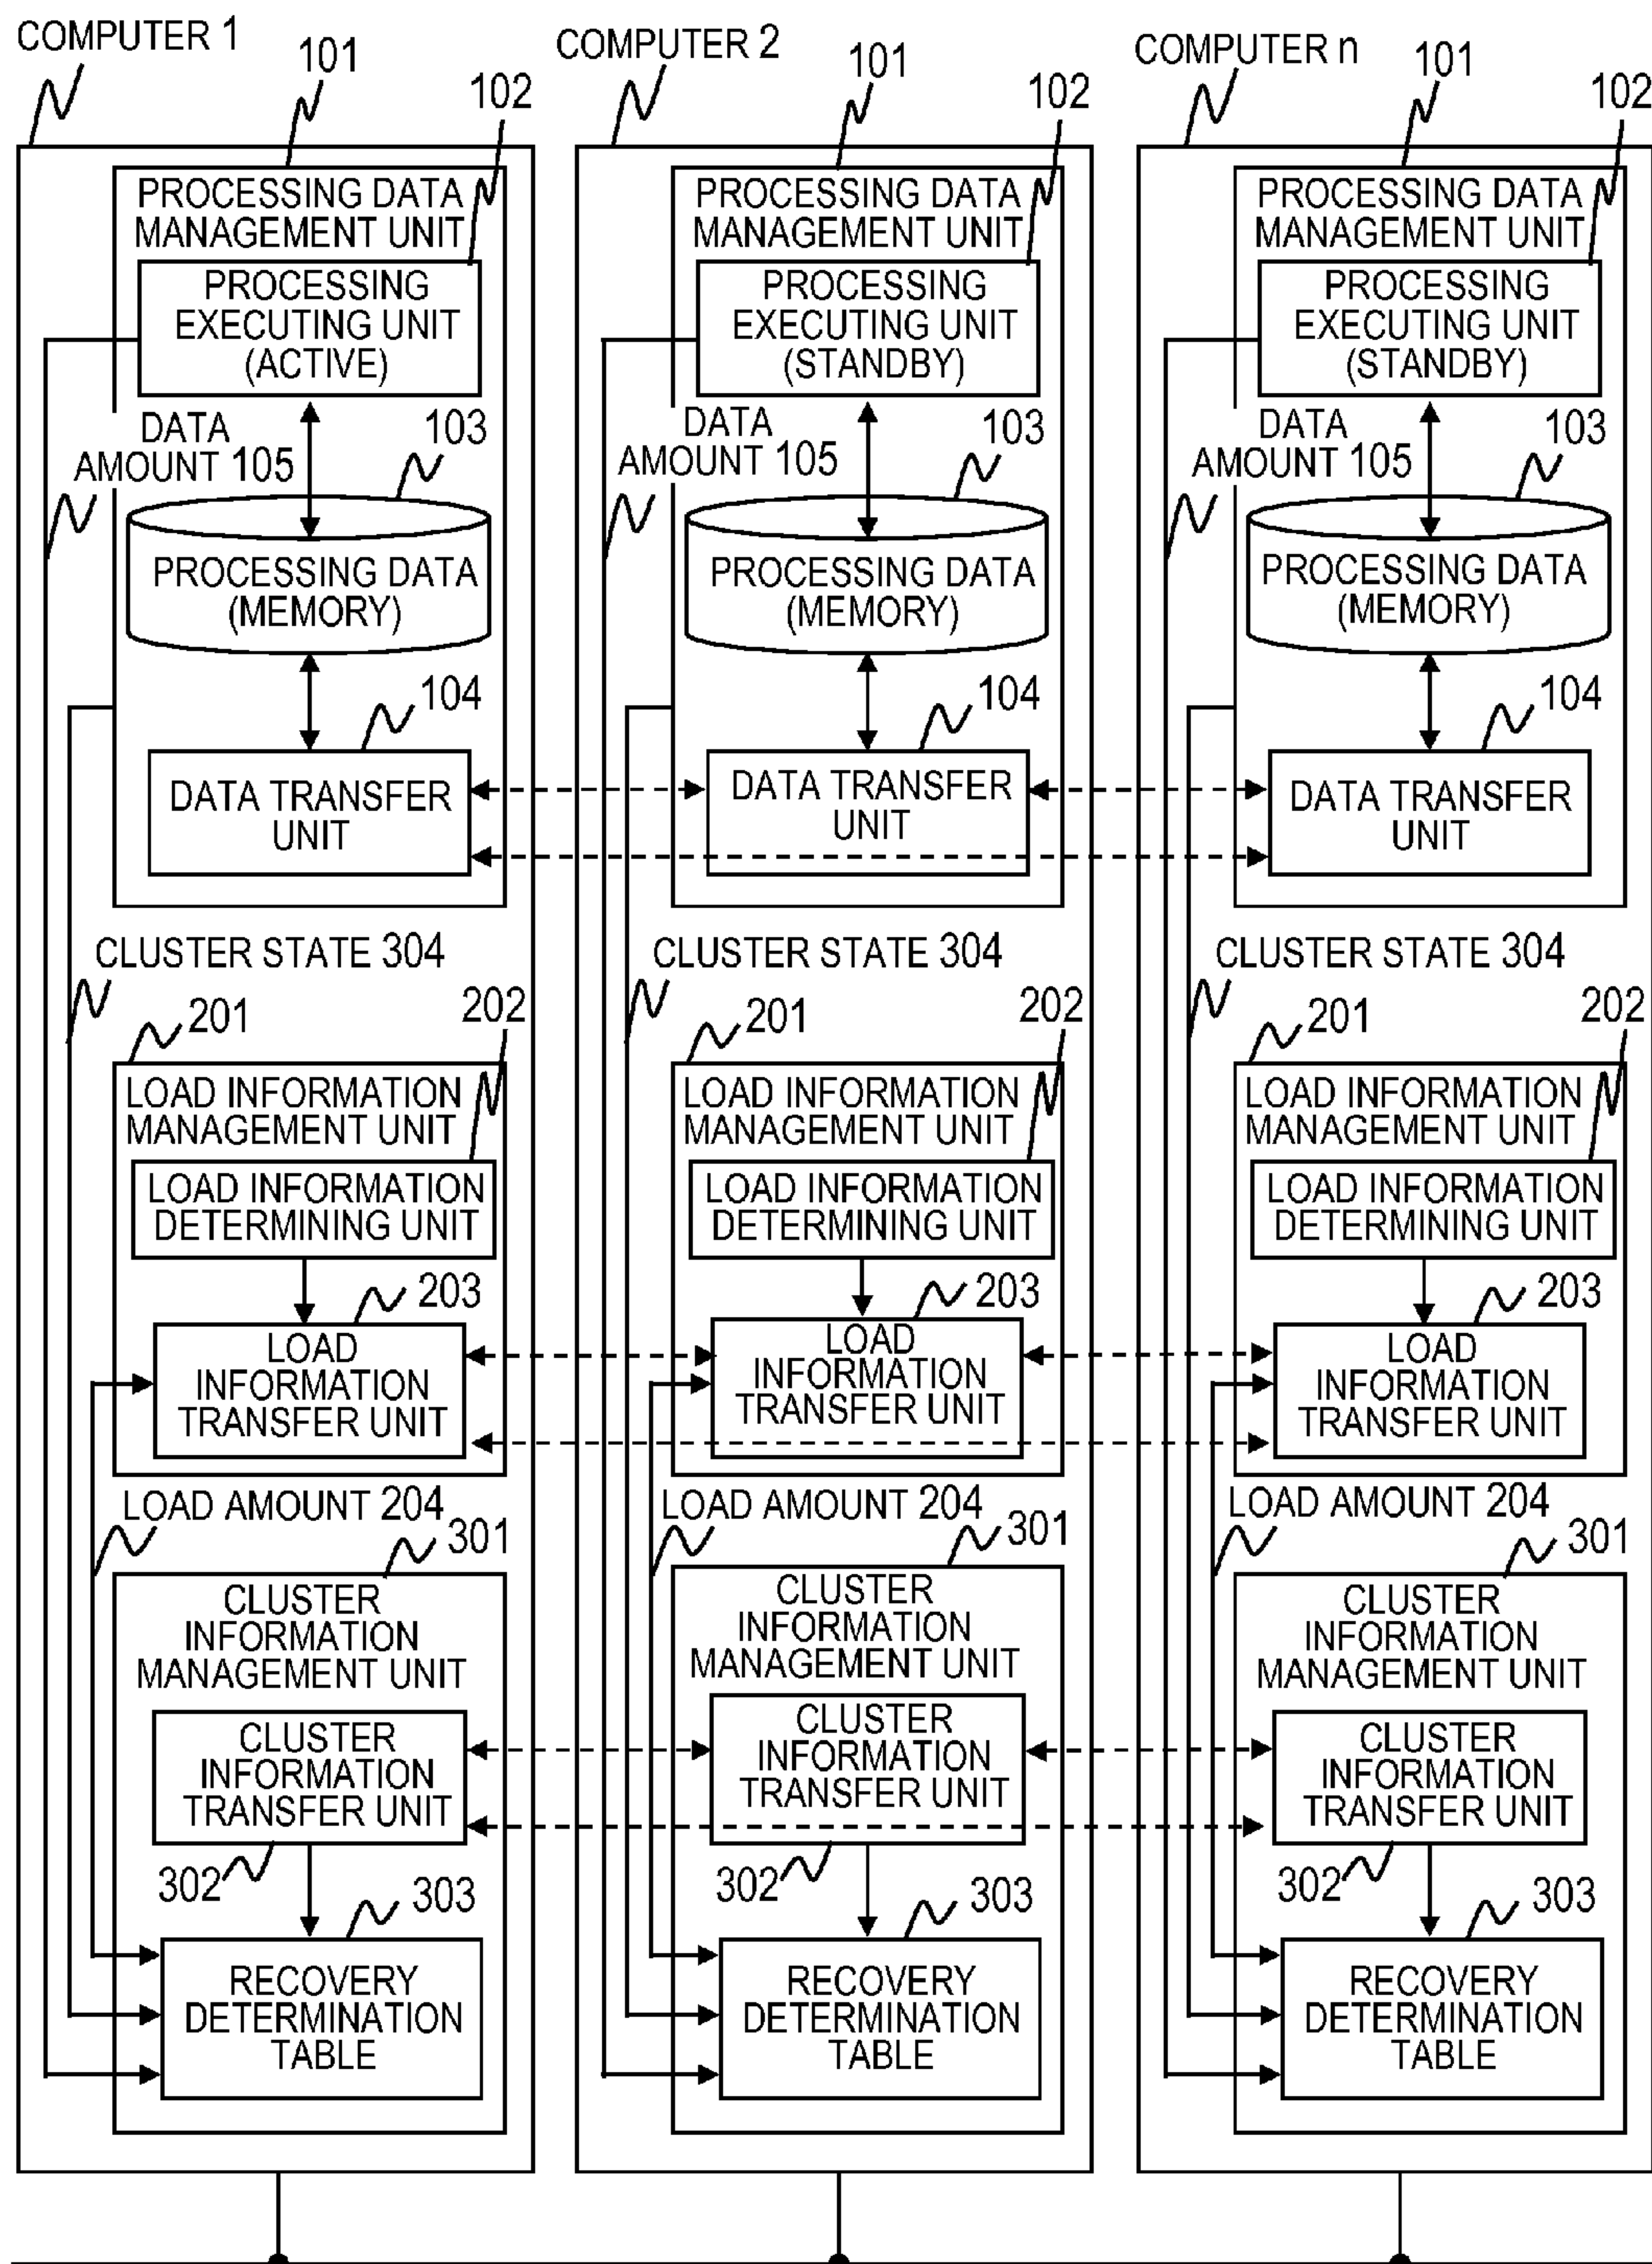 COMPUTER 1
101
102
PROCESSING DATA
MANAGEMENT UNIT
PROCESSING
EXECUTING UNIT
(ACTIVE)
DATA
AMOUNT 105
103
PROCESSING DATA
(MEMORY)
104
DATA TRANSFER
UNIT
CLUSTER STATE 304
201
202
LOAD INFORMATION
MANAGEMENT UNIT
LOAD INFORMATION
DETERMINING UNIT
203
LOAD
INFORMATION
TRANSFER UNIT
LOAD AMOUNT 204
301
CLUSTER
INFORMATION
MANAGEMENT UNIT
CLUSTER
INFORMATION
TRANSFER UNIT
302
303
RECOVERY
DETERMINATION
TABLE
COMPUTER 2
101
102
PROCESSING DATA
MANAGEMENT UNIT
PROCESSING
EXECUTING UNIT
(STANDBY)
DATA
AMOUNT 105
103
PROCESSING DATA
(MEMORY)
104
DATA TRANSFER
UNIT
CLUSTER STATE 304
201
202
LOAD INFORMATION
MANAGEMENT UNIT
LOAD INFORMATION
DETERMINING UNIT
203
LOAD
INFORMATION
TRANSFER UNIT
LOAD AMOUNT 204
301
CLUSTER
INFORMATION
MANAGEMENT UNIT
CLUSTER
INFORMATION
TRANSFER UNIT
302
303
RECOVERY
DETERMINATION
TABLE
COMPUTER n
101
102
PROCESSING DATA
MANAGEMENT UNIT
PROCESSING
EXECUTING UNIT
(STANDBY)
DATA
AMOUNT 105
103
PROCESSING DATA
(MEMORY)
104
DATA TRANSFER
UNIT
CLUSTER STATE 304
201
202
LOAD INFORMATION
MANAGEMENT UNIT
LOAD INFORMATION
DETERMINING UNIT
203
LOAD
INFORMATION
TRANSFER UNIT
LOAD AMOUNT 204
301
CLUSTER
INFORMATION
MANAGEMENT UNIT
CLUSTER
INFORMATION
TRANSFER UNIT
302
303
RECOVERY
DETERMINATION
TABLE